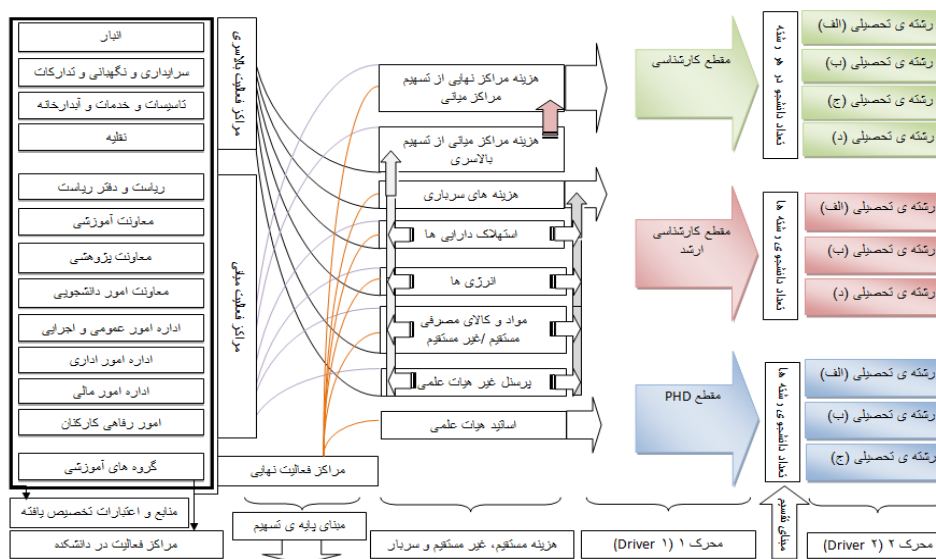 انبار
سرایداری و نگهبانی و تدارکات
تاسیسات و خدمات و آبدارخانه
نقلیه
ریاست و دفتر ریاست
معاونت آموزشی
معاونت پژوهشی
معاونت امور دانشجویی
اداره امور عمومی و اجرایی
اداره امور اداری
اداره امور مالی
امور رفاهی کارکنان
گروه های آموزشی
منابع و اعتبارات تخصیص یافته
مراکز فعالیت در دانشکده
مراکز فعالیت بالاسری
مراکز فعالیت میانی
مراکز فعالیت نهایی
مبنای پایه ی تسهیم
هزینه مراکز نهایی از تسهیم
مراکز میانی
هزینه مراکز میانی از تسهیم
بالاسری
هزینه های سرباری
استهلاک دارایی ها
انرژی ها
مواد و کالای مصرفی
مستقیم /غیر مستقیم
پرسنل غیر هیات علمی
اساتید هیات علمی
هزینه مستقیم، غیر مستقیم و سربار
مقطع کارشناسی
مقطع کارشناسی
ارشد
مقطع PHD
محرک ۱ (Driver ۱)
تعداد دانشجو در هر رشته
تعداد دانشجوی رشته ها
تعداد دانشجوی رشته ها
مبنای تقسیم
رشته ی تحصیلی (الف)
رشته ی تحصیلی (ب)
رشته ی تحصیلی (ج)
رشته ی تحصیلی (د)
رشته ی تحصیلی (الف)
رشته ی تحصیلی (ب)
رشته ی تحصیلی (د)
رشته ی تحصیلی (الف)
رشته ی تحصیلی (ب)
رشته ی تحصیلی (ج)
محرک ۲ (Driver ۲)